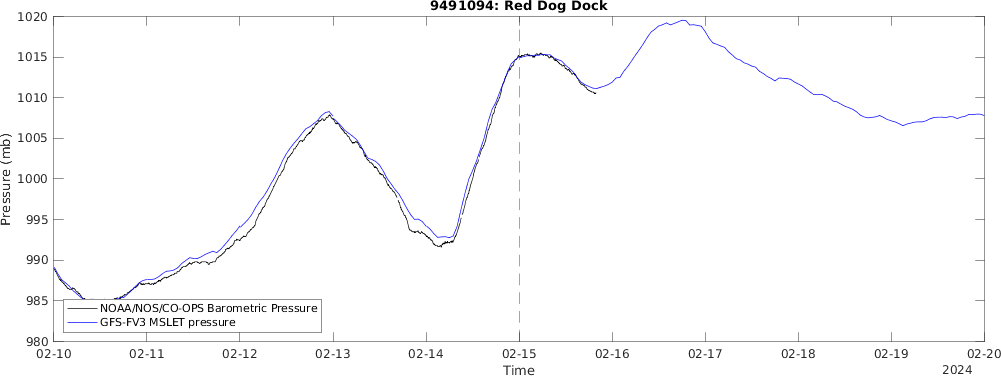 9491094: Red Dog Dock
1020
1015
1010
1005
1000
995
990
985
980
Pressure (mb)
NOAA/NOS/CO-OPS Barometric Pressure
GFS-FV3 MSLET pressure
02-10 02-11 02-12 02-13 02-14 02-15 02-16 02-17 02-18 02-19 02-20
Time
2024